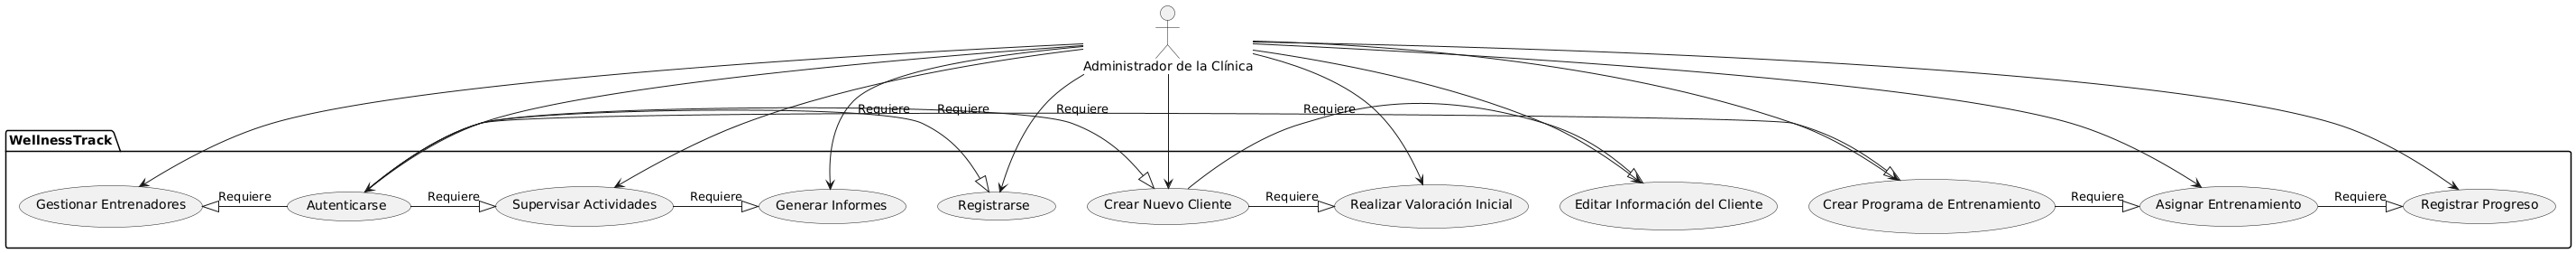 Administrador de la Clínica
Requiere
Requiere
Requiere
Requiere
WellnessTrack
Gestionar Entrenadores
Requiere
Autenticarse
Requiere
Supervisar Actividades
Requiere
Generar Informes
Registrarse
Crear Nuevo Cliente
Requiere
Realizar Valoración Inicial
Editar Información del Cliente
Crear Programa de Entrenamiento
Requiere
Asignar Entrenamiento
Requiere
Registrar Progreso